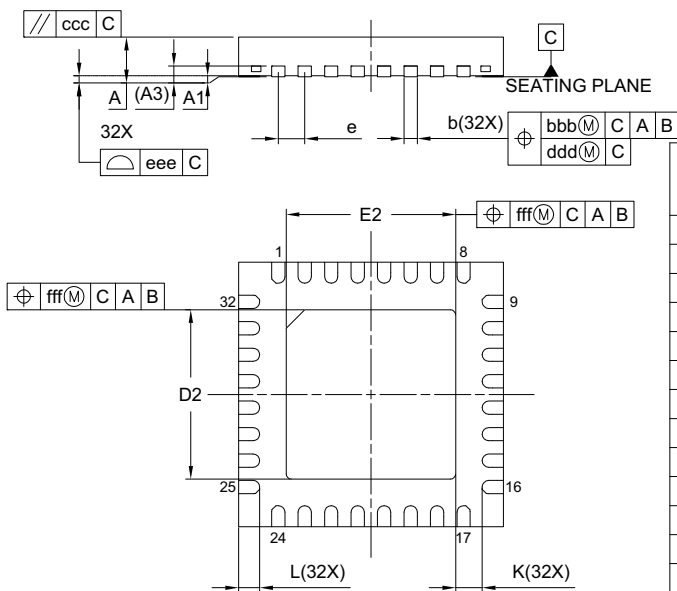 // ccc C
C
A
(A3)
A1
SEATING PLANE
32X
e
b(32X)
⌖ bbbⓂ C A B
dddⓂ C
⌓ eee C
E2
⌖ fffⓂ C A B
1
8
⌖ fffⓂ C A B
32
9
D2
25
16
24
17
L(32X)
K(32X)